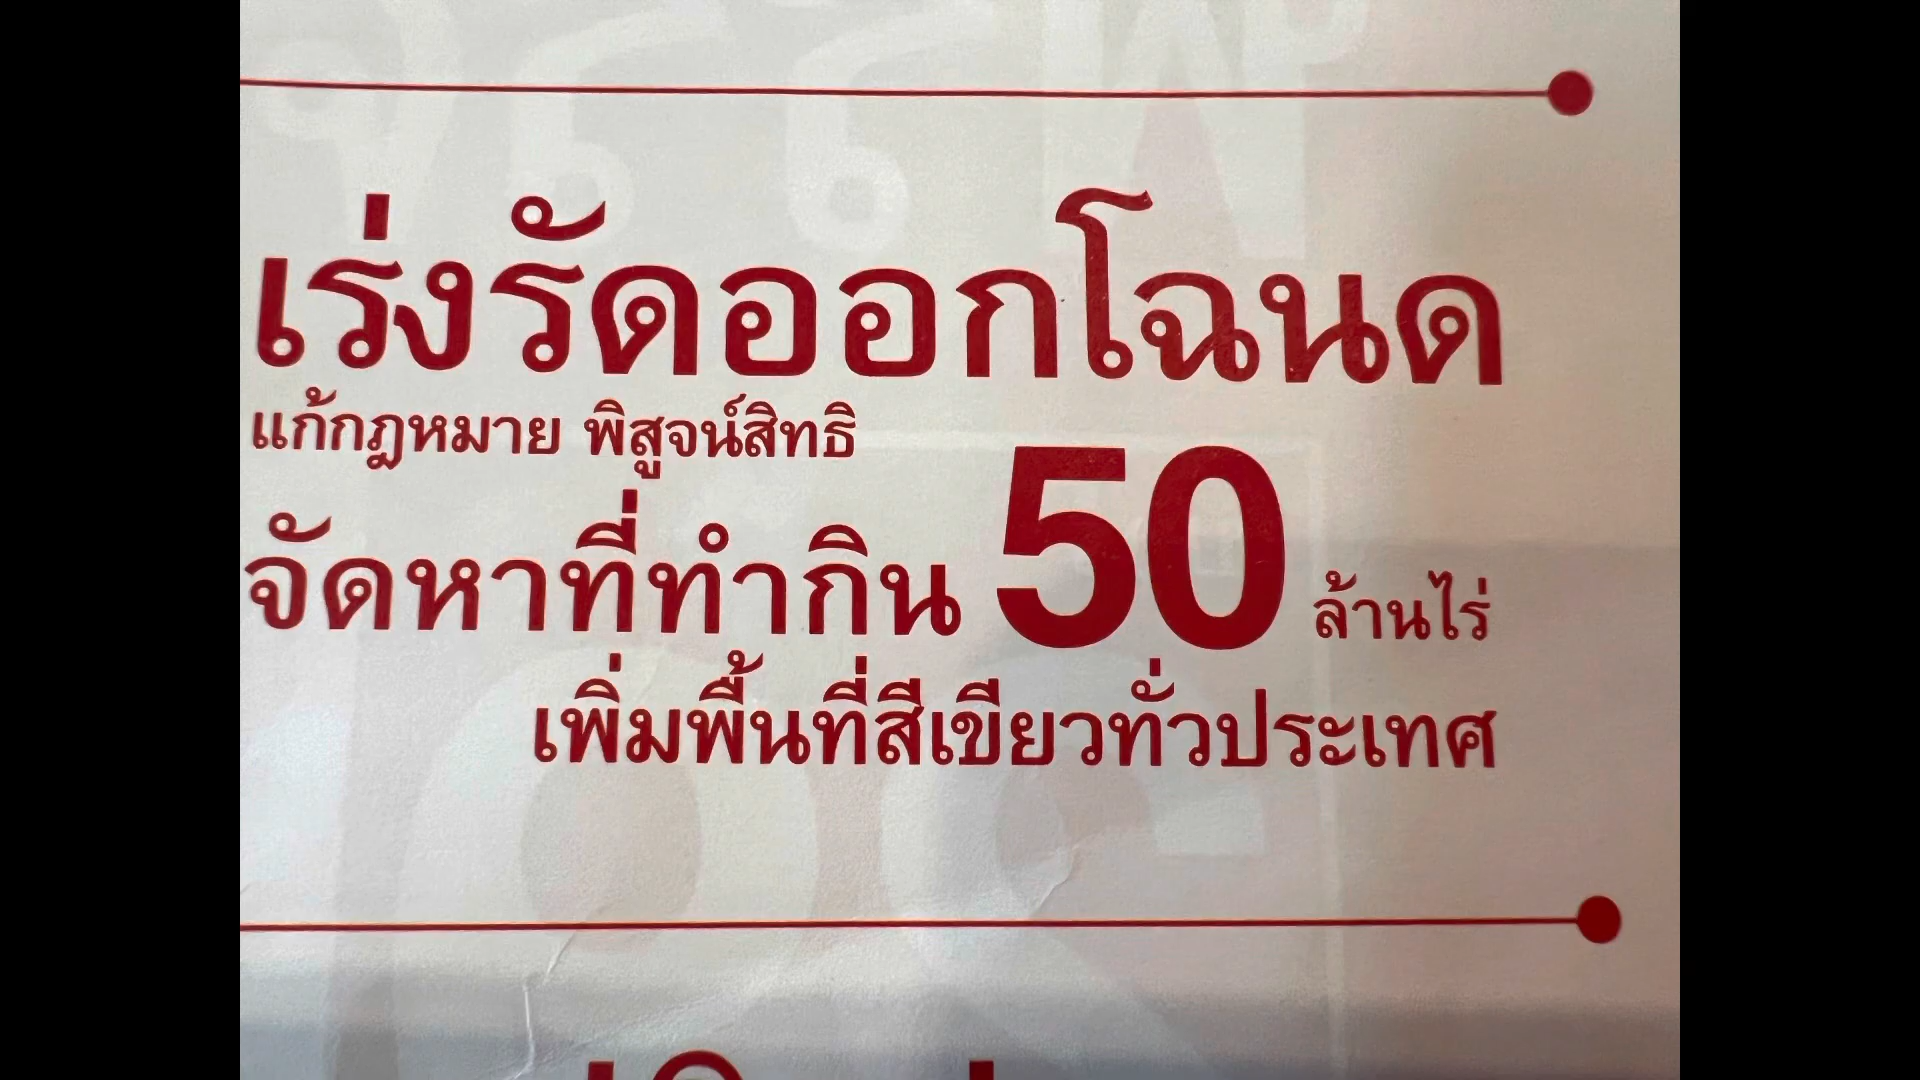 เร่งรัดออกโฉนด
แก้กฎหมาย พิสูจน์สิทธิ
จัดหาที่ทำกิน 50 ล้านไร่
เพิ่มพื้นที่สีเขียวทั่วประเทศ